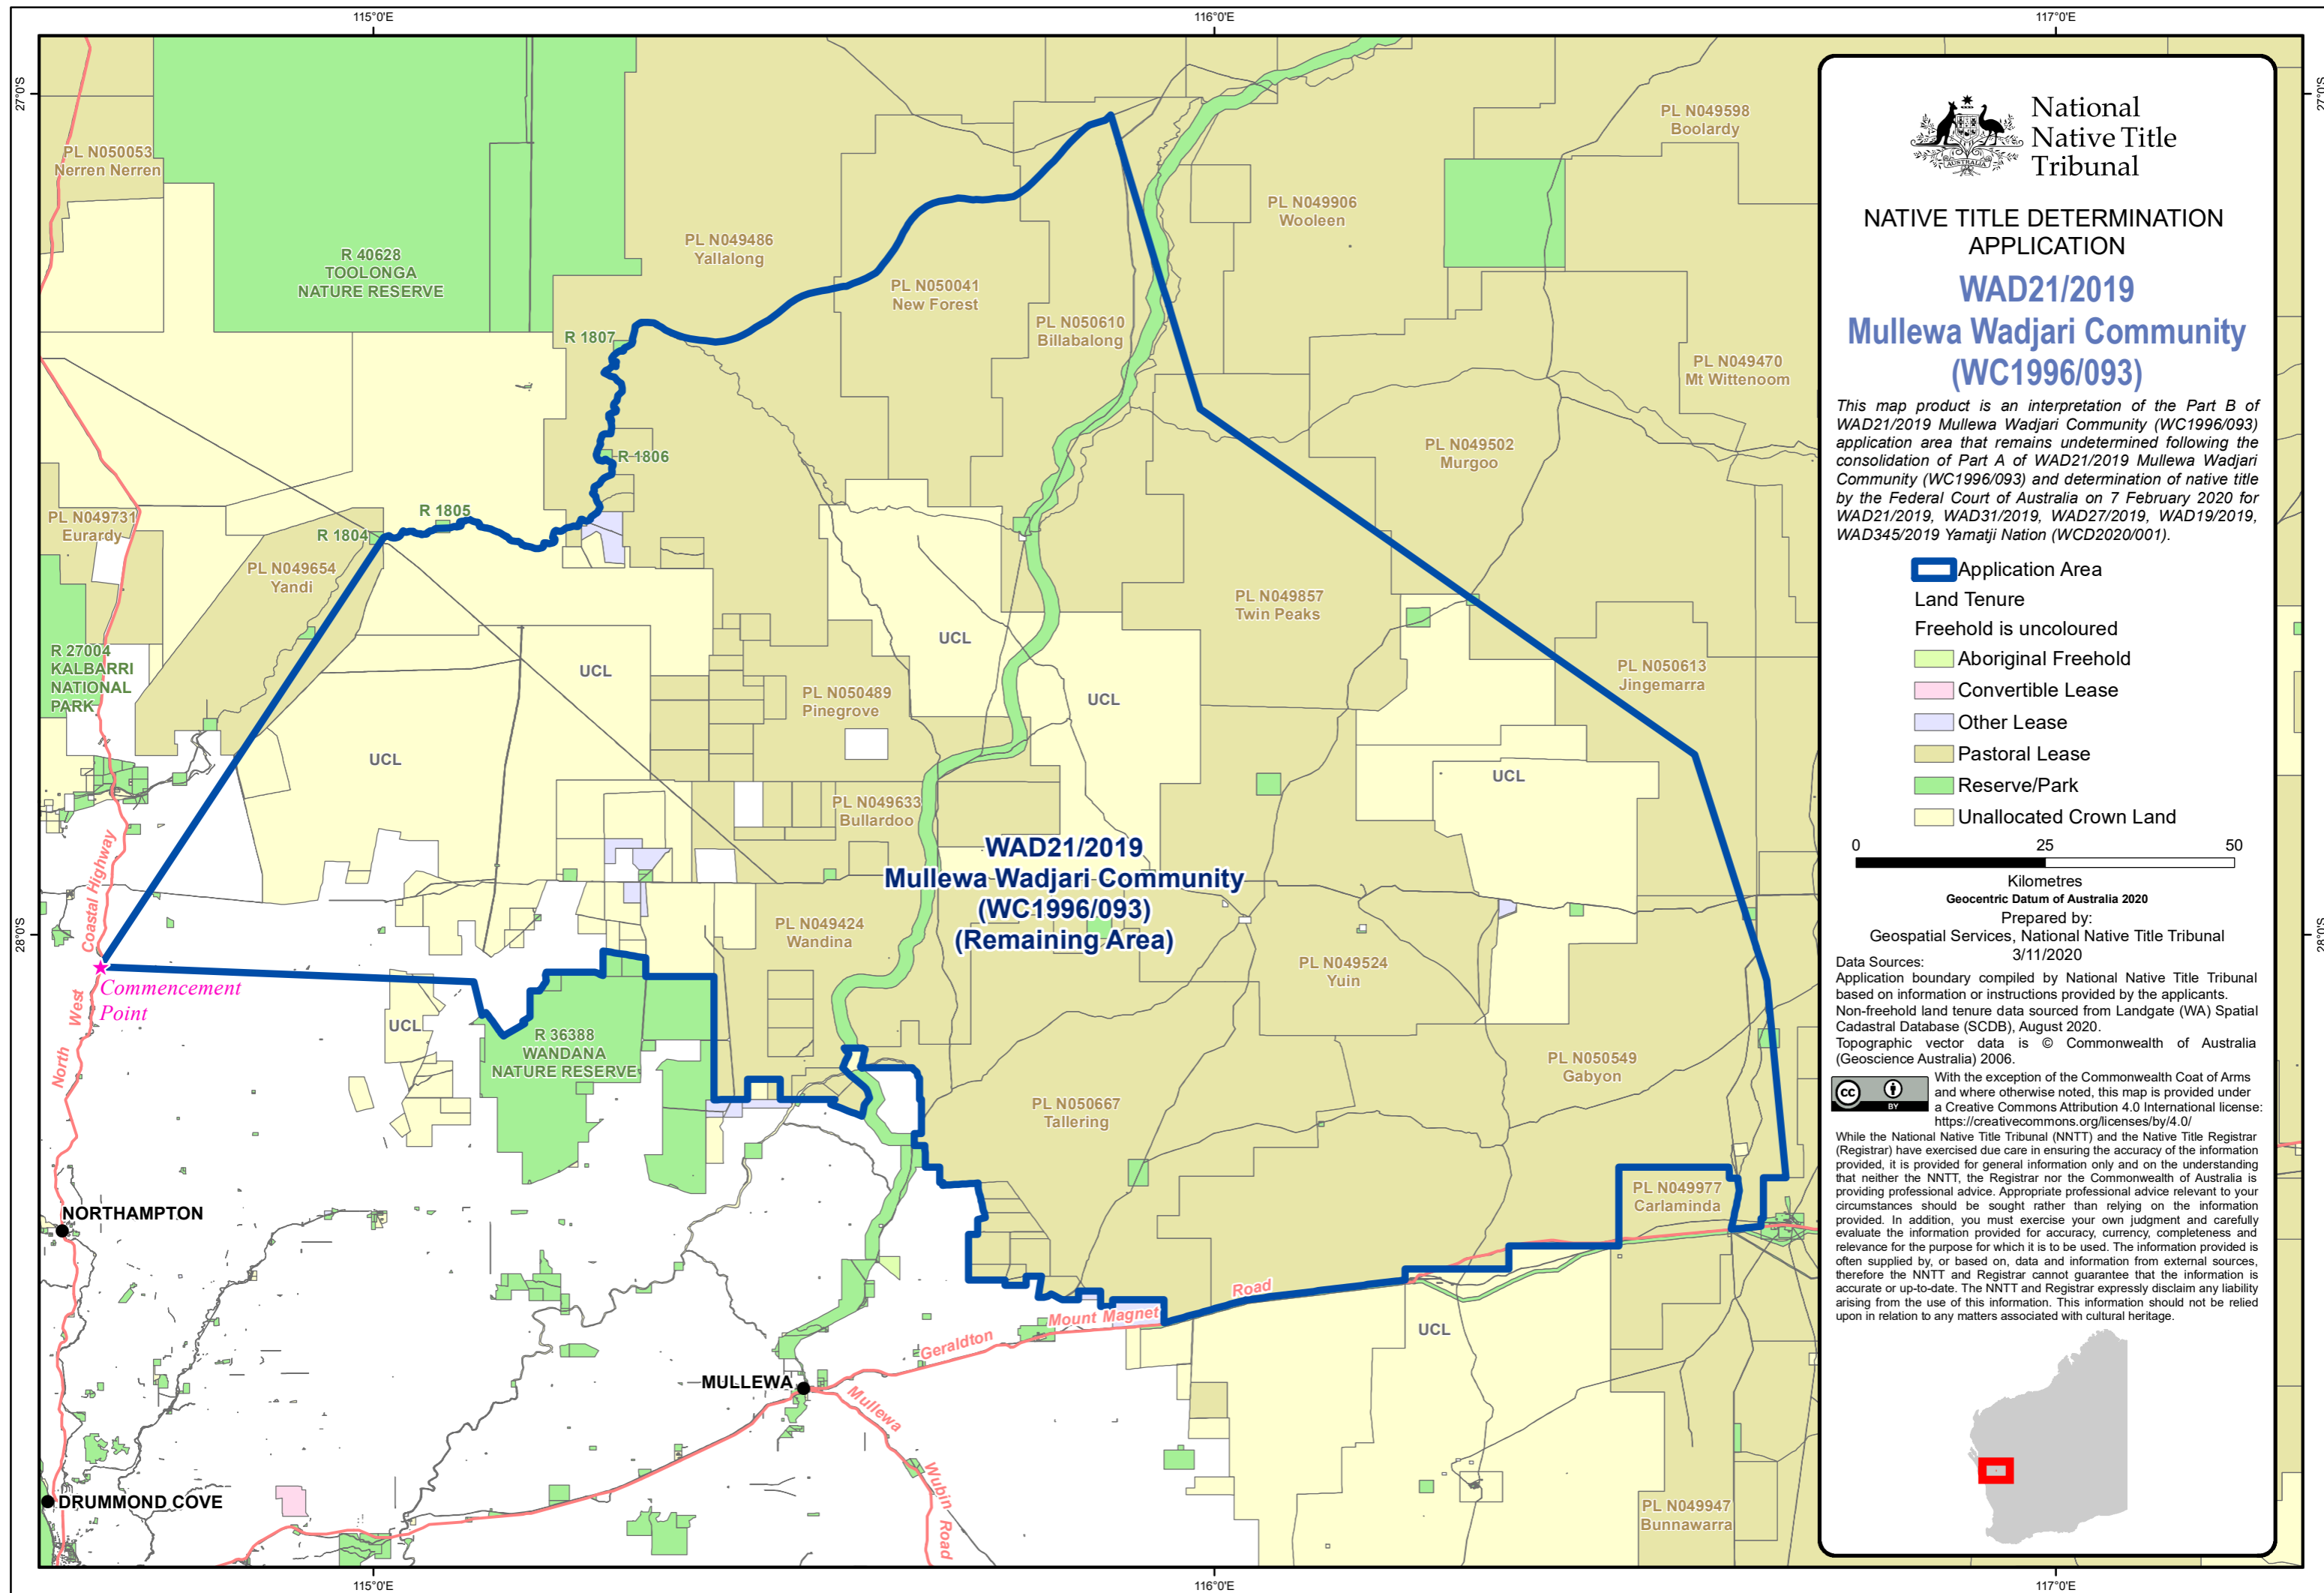 115°0'E
116°0'E
117°0'E
27°0'S
27°0'S
28°0'S
28°0'S
PL N050053
Nerren Nerren
R 40628
TOOLONGA
NATURE RESERVE
PL N049486
Yallalong
PL N050041
New Forest
PL N050610
Billabalong
PL N049906
Wooleen
PL N049598
Boolardy
PL N049470
Mt Wittenoom
PL N049502
Murgoo
R 1807
R 1806
R 1805
R 1804
PL N049731
Eurardy
PL N049654
Yandi
R 27004
KALBARRI
NATIONAL
PARK
UCL
UCL
UCL
UCL
UCL
UCL
UCL
PL N049857
Twin Peaks
PL N050613
Jingemarra
PL N050489
Pinegrove
PL N049633
Bullardoo
PL N049424
Wandina
WAD21/2019
Mullewa Wadjari Community
(WC1996/093)
(Remaining Area)
PL N049524
Yuin
PL N050549
Gabyon
PL N050667
Tallering
PL N049977
Carlaminda
PL N049947
Bunnawarra
R 36388
WANDANA
NATURE RESERVE
Commencement
Point
North West Coastal Highway
NORTHAMPTON
DRUMMOND COVE
MULLEWA
Geraldton Mount Magnet Road
Mullewa Wubin Road
National
Native Title
Tribunal
AUSTRALIA
NATIVE TITLE DETERMINATION
APPLICATION
WAD21/2019
Mullewa Wadjari Community
(WC1996/093)
This map product is an interpretation of the Part B of
WAD21/2019 Mullewa Wadjari Community (WC1996/093)
application area that remains undetermined following the
consolidation of Part A of WAD21/2019 Mullewa Wadjari
Community (WC1996/093) and determination of native title
by the Federal Court of Australia on 7 February 2020 for
WAD21/2019, WAD31/2019, WAD27/2019, WAD19/2019,
WAD345/2019 Yamatji Nation (WCD2020/001).
Application Area
Land Tenure
Freehold is uncoloured
Aboriginal Freehold
Convertible Lease
Other Lease
Pastoral Lease
Reserve/Park
Unallocated Crown Land
0 25 50
Kilometres
Geocentric Datum of Australia 2020
Prepared by:
Geospatial Services, National Native Title Tribunal
3/11/2020
Data Sources:
Application boundary compiled by National Native Title Tribunal
based on information or instructions provided by the applicants.
Non-freehold land tenure data sourced from Landgate (WA) Spatial
Cadastral Database (SCDB), August 2020.
Topographic vector data is © Commonwealth of Australia
(Geoscience Australia) 2006.
cc BY
With the exception of the Commonwealth Coat of Arms
and where otherwise noted, this map is provided under
a Creative Commons Attribution 4.0 International license:
https://creativecommons.org/licenses/by/4.0/
While the National Native Title Tribunal (NNTT) and the Native Title Registrar
(Registrar) have exercised due care in ensuring the accuracy of the information
provided, it is provided for general information only and on the understanding
that neither the NNTT, the Registrar nor the Commonwealth of Australia is
providing professional advice. Appropriate professional advice relevant to your
circumstances should be sought rather than relying on the information
provided. In addition, you must exercise your own judgment and carefully
evaluate the information provided for accuracy, currency, completeness and
relevance for the purpose for which it is to be used. The information provided is
often supplied by, or based on, data and information from external sources,
therefore the NNTT and Registrar cannot guarantee that the information is
accurate or up-to-date. The NNTT and Registrar expressly disclaim any liability
arising from the use of this information. This information should not be relied
upon in relation to any matters associated with cultural heritage.
115°0'E
116°0'E
117°0'E